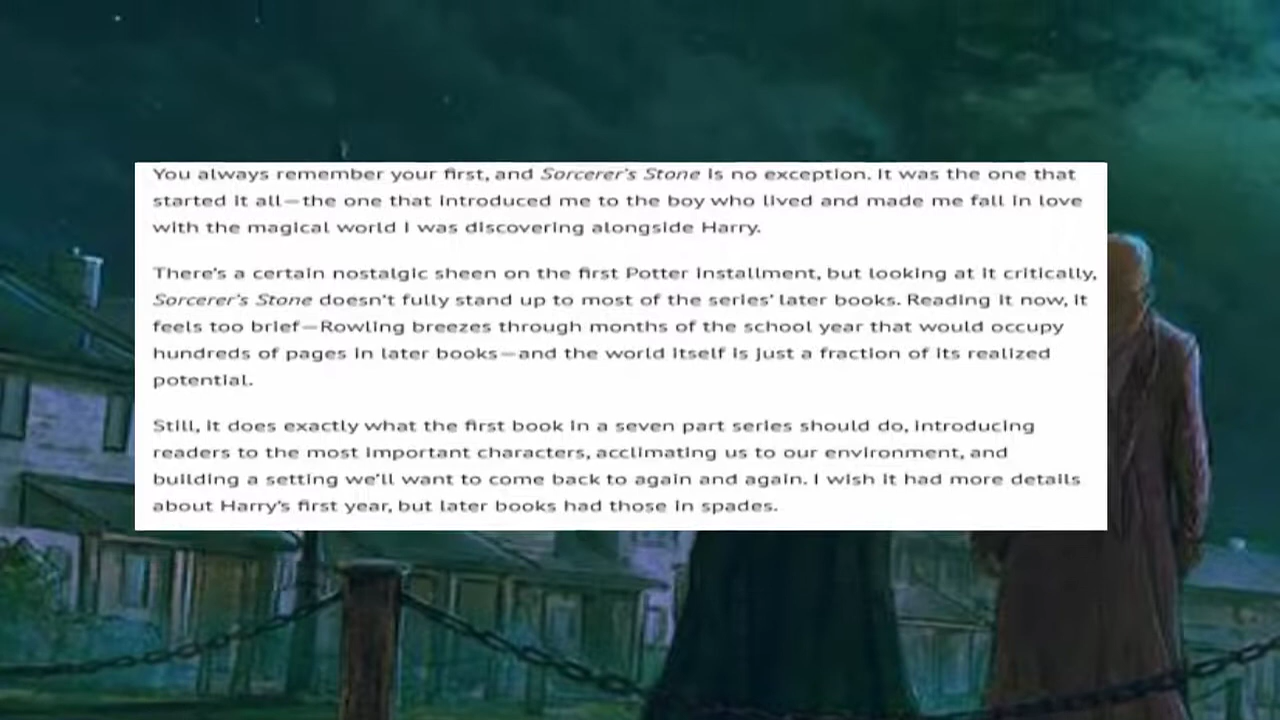 You always remember your first, and Sorcerer's Stone is no exception. It was the one that
started it all—the one that introduced me to the boy who lived and made me fall in love
with the magical world I was discovering alongside Harry.
There's a certain nostalgic sheen on the first Potter installment, but looking at it critically,
Sorcerer's Stone doesn't fully stand up to most of the series' later books. Reading it now, it
feels too brief—Rowling breezes through months of the school year that would occupy
hundreds of pages in later books—and the world itself is just a fraction of its realized
potential.
Still, it does exactly what the first book in a seven part series should do, introducing
readers to the most important characters, acclimating us to our environment, and
building a setting we'll want to come back to again and again. I wish it had more details
about Harry's first year, but later books had those in spades.